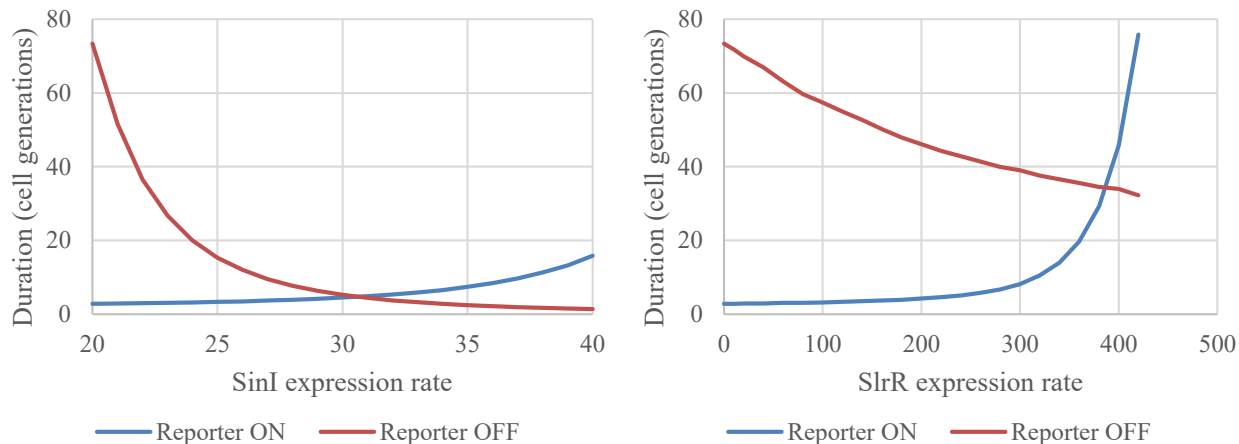 Duration (cell generations)
80
60
40
20
0
20 25 30 35 40
SinI expression rate
Reporter ON Reporter OFF
Duration (cell generations)
80
60
40
20
0
0 100 200 300 400 500
SlrR expression rate
Reporter ON Reporter OFF